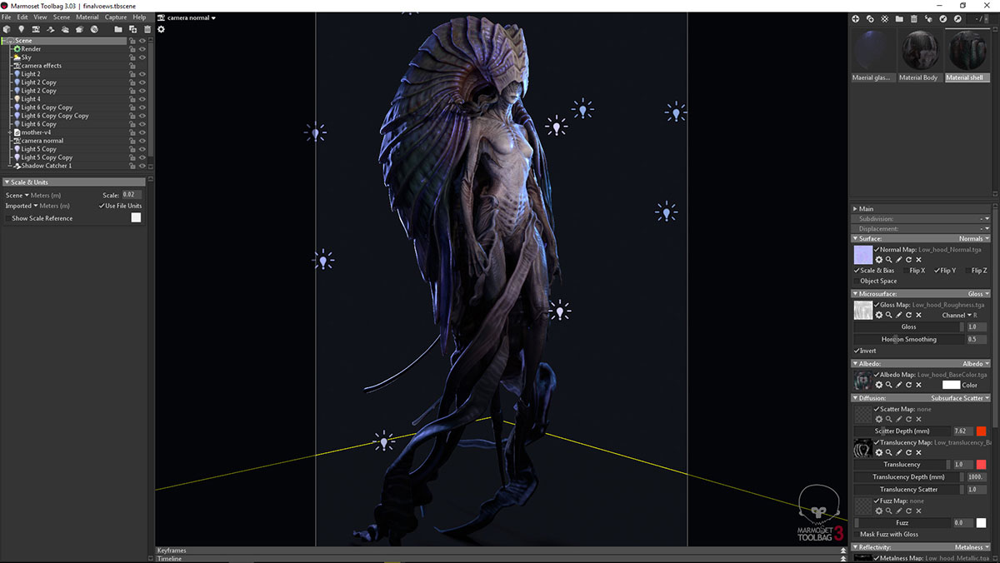 Marmoset Toolbag 3.03 | finalvoews.tbscene
File Edit View Scene Material Capture Help
camera normal
Scene
Render
Sky
camera effects
Light 2
Light 2 Copy
Light 2 Copy
Light 4
Light 6 Copy Copy
Light 6 Copy Copy Copy
Light 6 Copy
mother-v4
camera normal
Light 5 Copy
Light 5 Copy Copy
Shadow Catcher 1
Scale & Units
Scene Meters (m) Scale: 0.02
Imported Meters (m) Use File Units
Show Scale Reference
MARMOSET
TOOLBAG 3
Keyframes
Timeline
Maerial glas... Material Body Material shell
Main
Subdivision: -
Displacement: -
Surface: Normals
Normal Map: Low_hood_Normal.tga
Scale & Bias Flip X Flip Y Flip Z
Object Space
Microsurface: Gloss
Gloss Map: Low_hood_Roughness.tga
Channel R
Gloss 1.0
Horizon Smoothing 0.5
Invert
Albedo: Albedo
Albedo Map: Low_hood_BaseColor.tga
Color
Diffusion: Subsurface Scatter
Scatter Map: none
Scatter Depth (mm) 7.62
Translucency Map: Low_translucency_Ba
Translucency 1.0
Translucency Depth (mm) 1000.
Translucency Scatter 1.0
Fuzz Map: none
Fuzz 0.0
Mask Fuzz with Gloss
Reflectivity: Metalness
Metalness Map: Low_hood_Metallic.tga